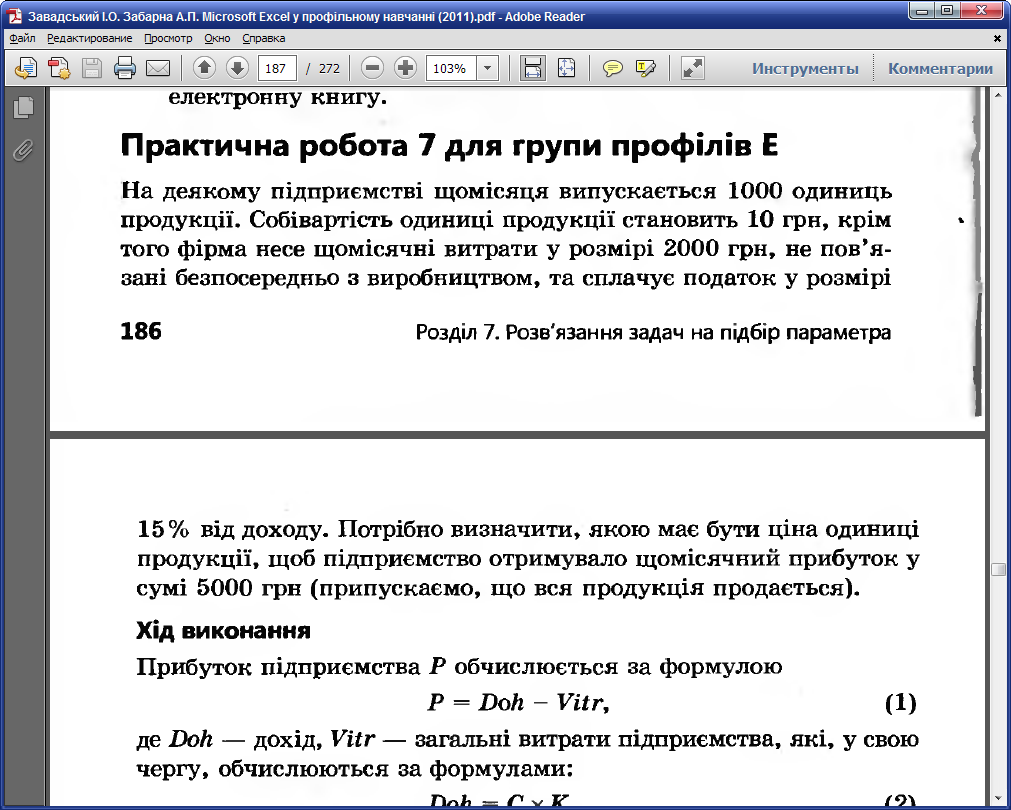 Завадський І.О. Забарна А.П. Microsoft Excel у профільному навчанні (2011).pdf - Adobe Reader
Файл Редактирование Просмотр Окно Справка
187 / 272 103% Инструменты Комментарии
електронну книгу.
Практична робота 7 для групи профілів Е
На деякому підприємстві щомісяця випускається 1000 одиниць
продукції. Собівартість одиниці продукції становить 10 грн, крім
того фірма несе щомісячні витрати у розмірі 2000 грн, не пов’я-
зані безпосередньо з виробництвом, та сплачує податок у розмірі
186 Розділ 7. Розв’язання задач на підбір параметра
15% від доходу. Потрібно визначити, якою має бути ціна одиниці
продукції, щоб підприємство отримувало щомісячний прибуток у
сумі 5000 грн (припускаємо, що вся продукція продається).
Хід виконання
Прибуток підприємства P обчислюється за формулою
P = Doh – Vitr, (1)
де Doh — дохід, Vitr — загальні витрати підприємства, які, у свою
чергу, обчислюються за формулами:
Doh = C × K (2)